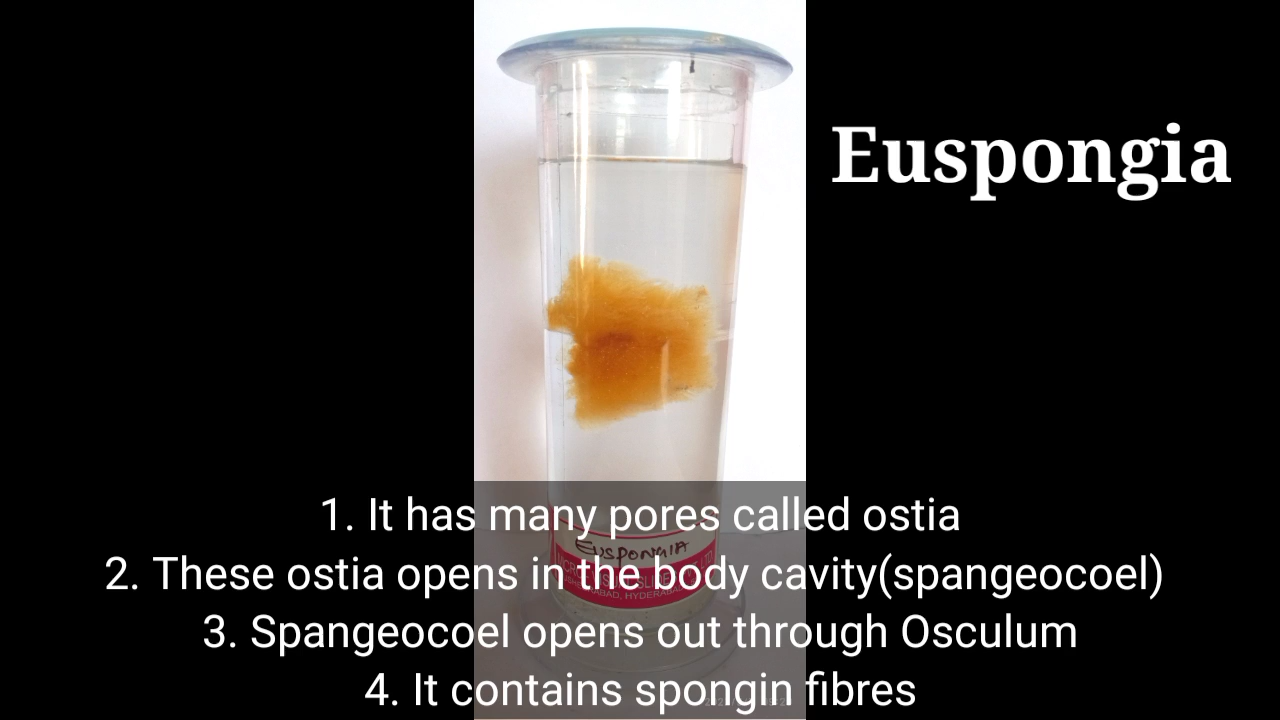 Euspongia
1. It has many pores called ostia
EUSPONGIA
2. These ostia opens in the body cavity(spangeocoel)
HYDERABAD
3. Spangeocoel opens out through Osculum
4. It contains spongin fibres